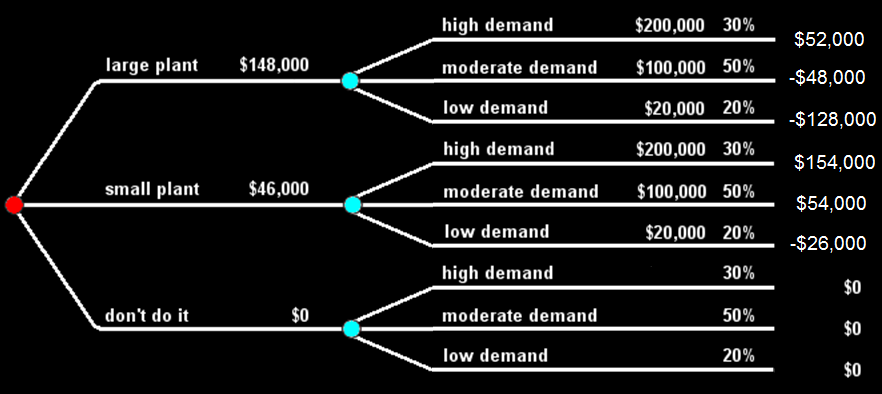 high demand $200,000 30% $52,000
large plant $148,000 moderate demand $100,000 50% -$48,000
low demand $20,000 20% -$128,000
high demand $200,000 30% $154,000
small plant $46,000 moderate demand $100,000 50% $54,000
low demand $20,000 20% -$26,000
high demand 30% $0
don't do it $0 moderate demand 50% $0
low demand 20% $0